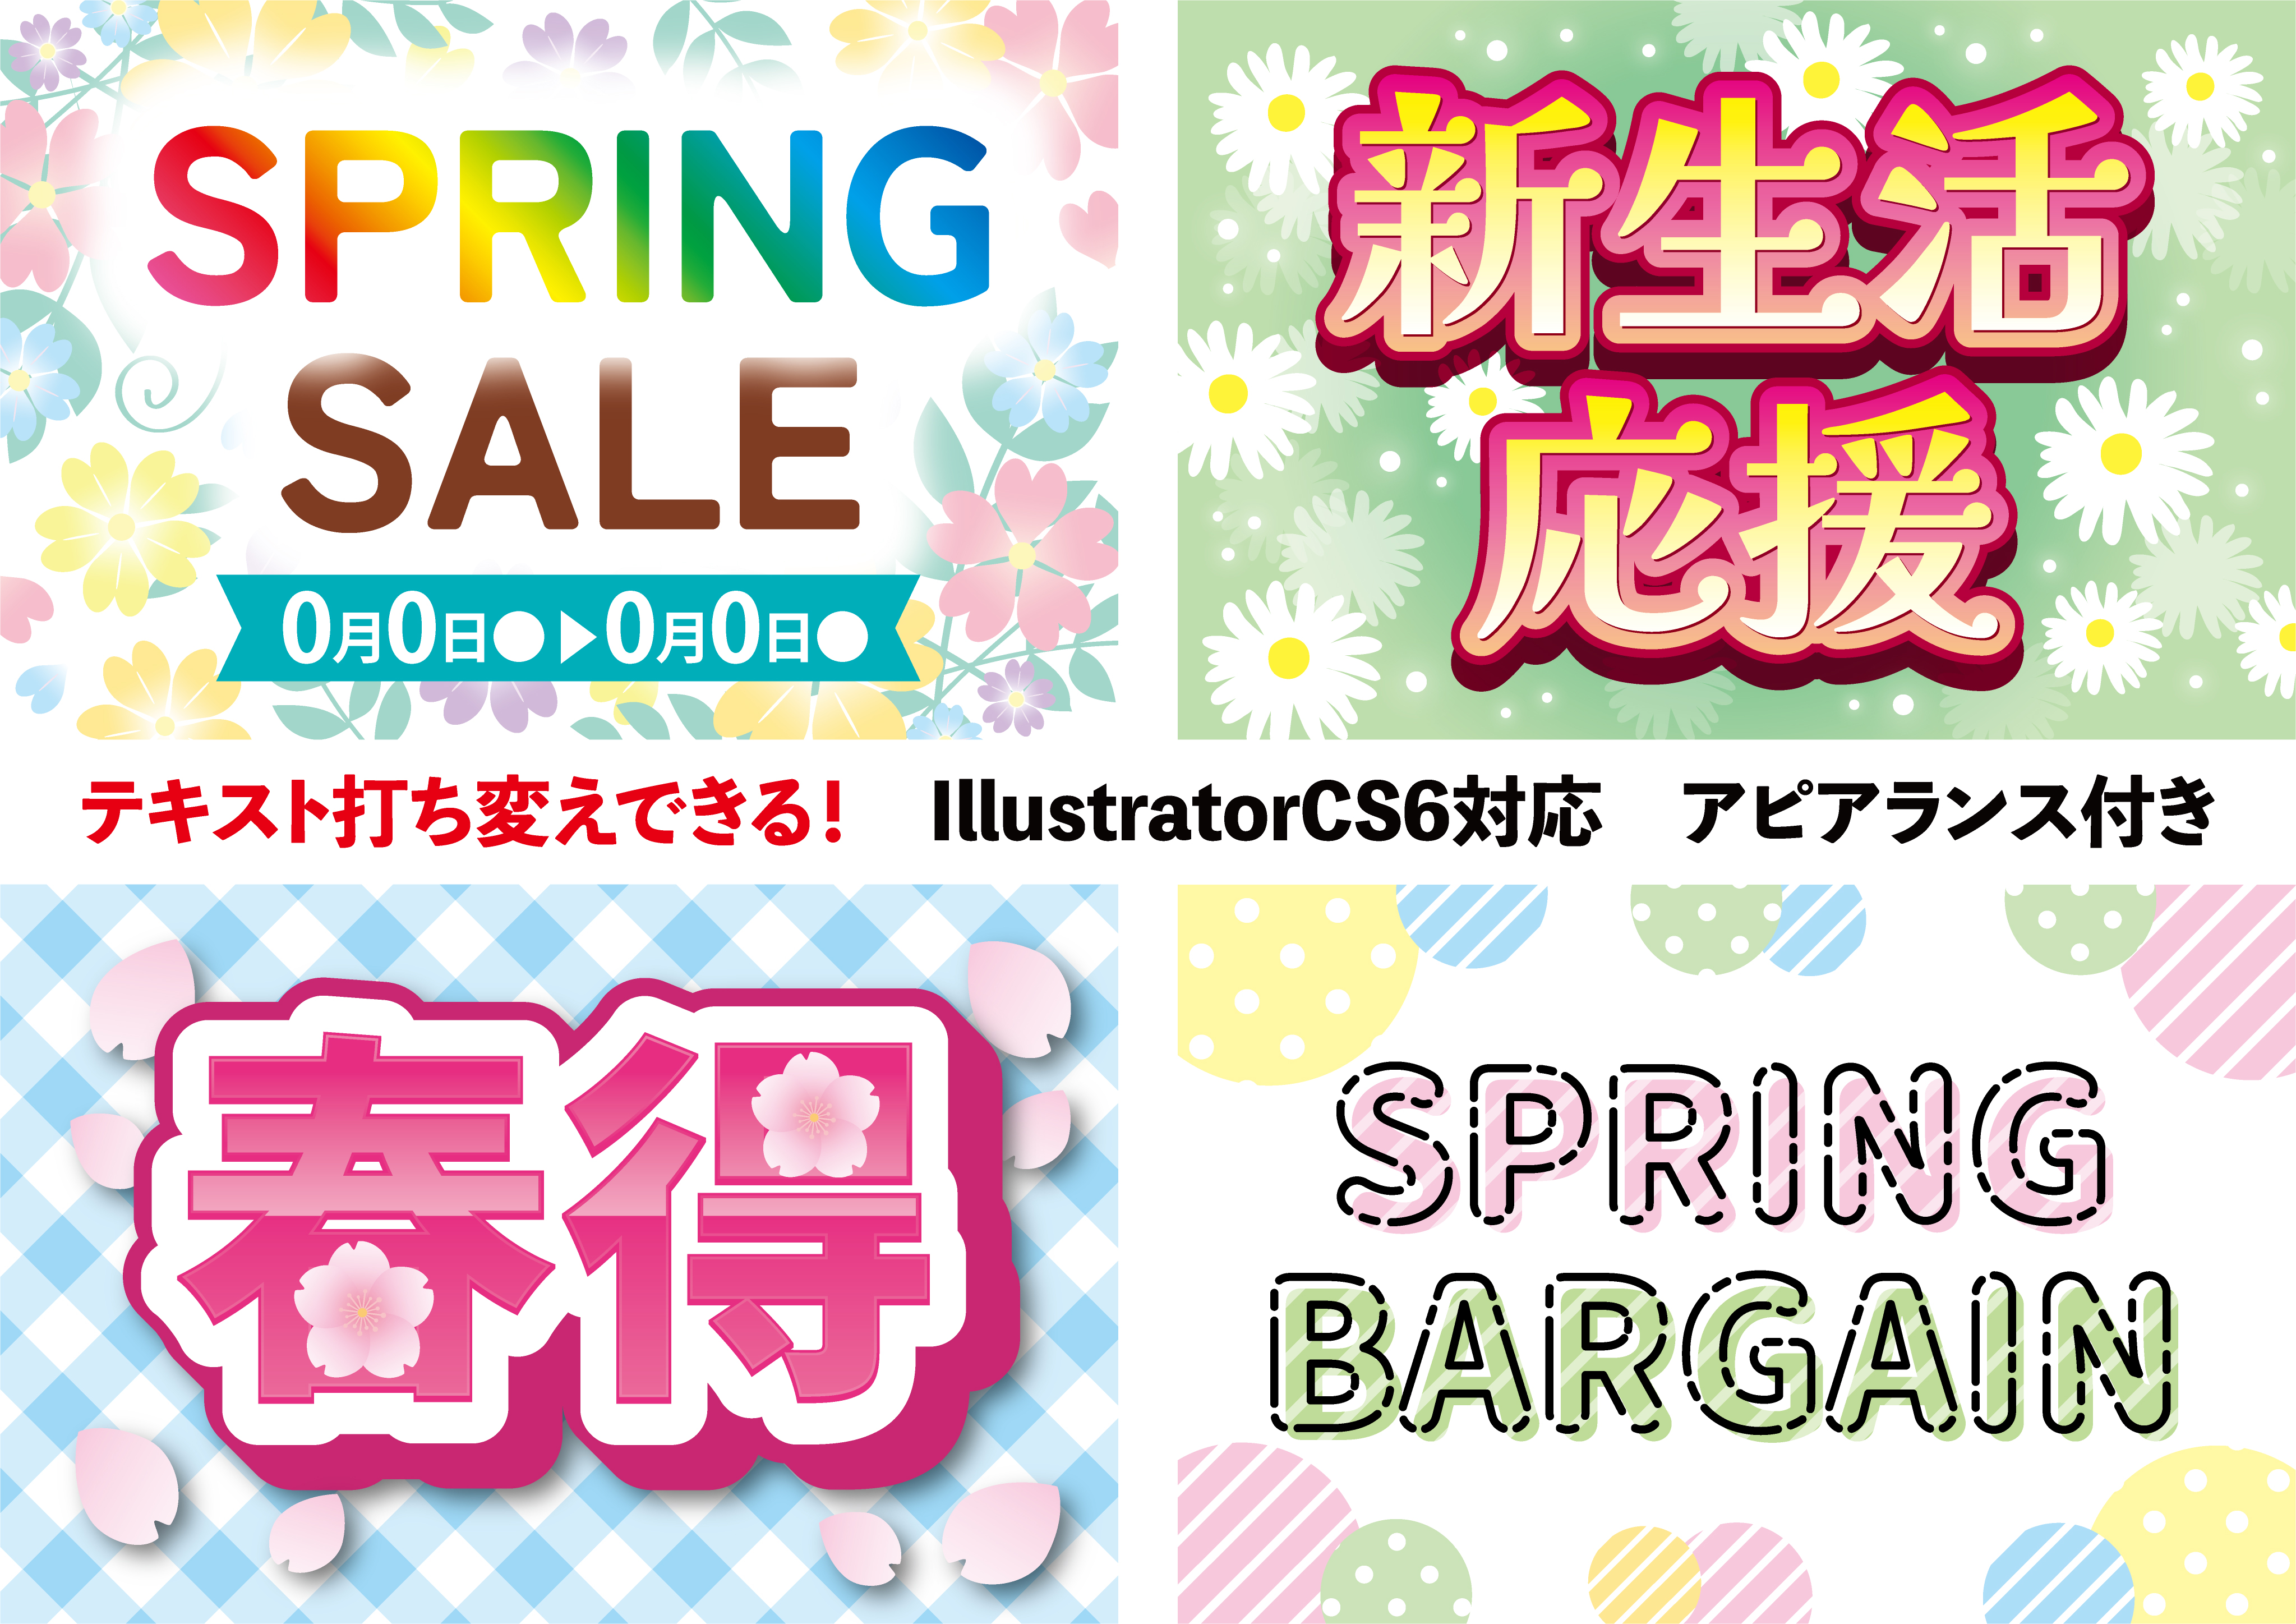 SPRING
SALE
0月0日●▶0月0日●
新生活
応援
テキスト打ち変えできる！ IllustratorCS6対応 アピアランス付き
春得
SPRING
BARGAIN